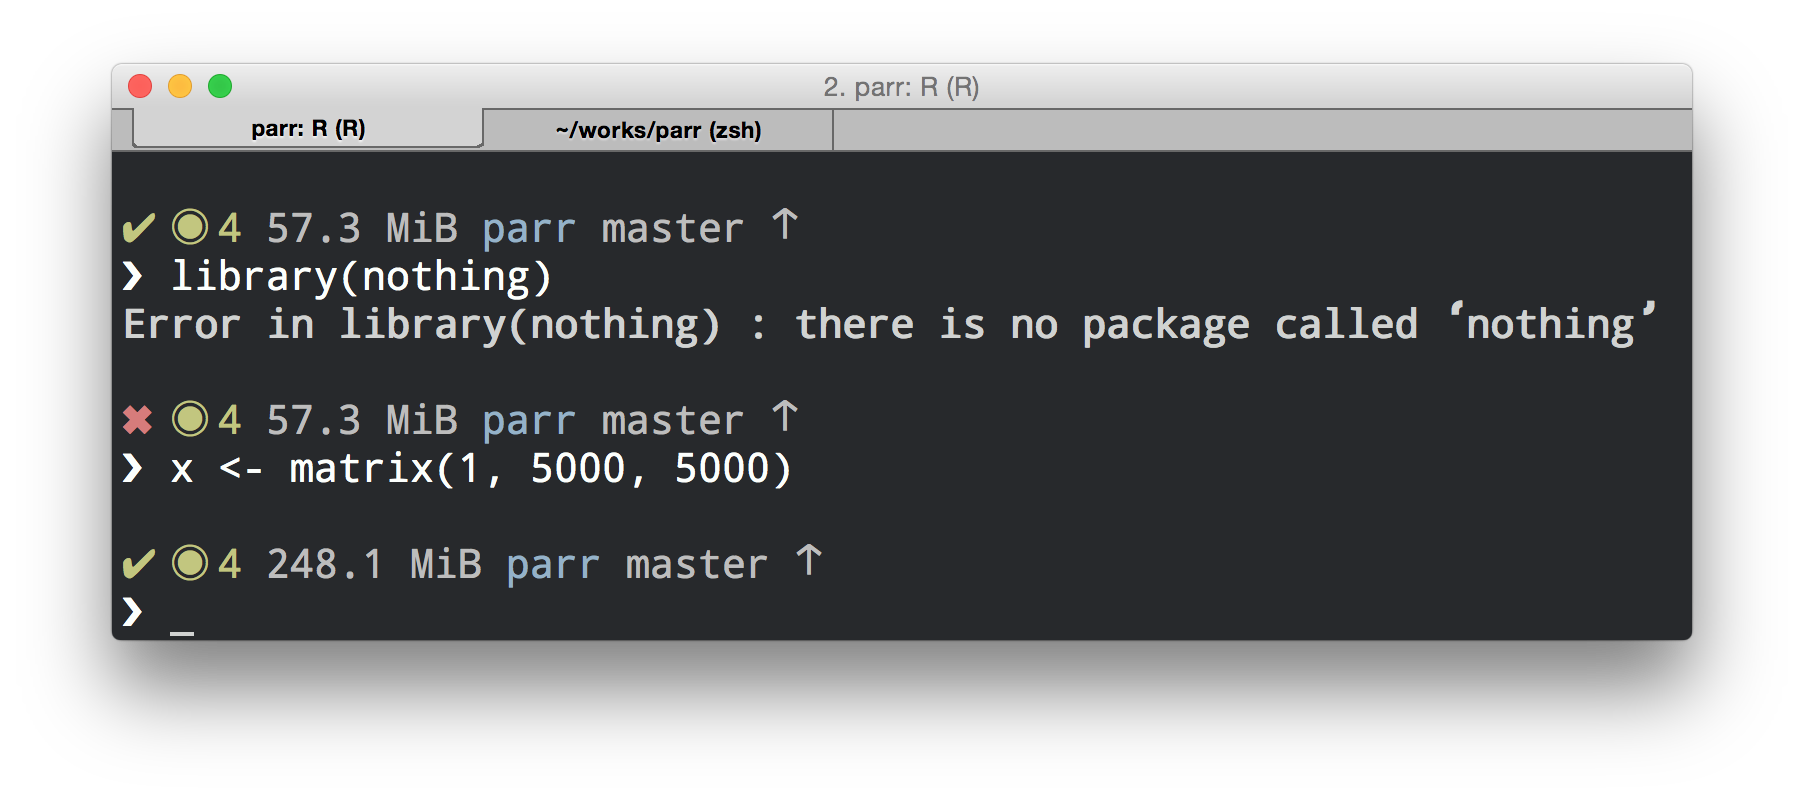 2. parr: R (R)
parr: R (R) ~/works/parr (zsh)
✔ ◉ 4 57.3 MiB parr master ↑
❯ library(nothing)
Error in library(nothing) : there is no package called ‘nothing’
✖ ◉ 4 57.3 MiB parr master ↑
❯ x <- matrix(1, 5000, 5000)
✔ ◉ 4 248.1 MiB parr master ↑
❯ _